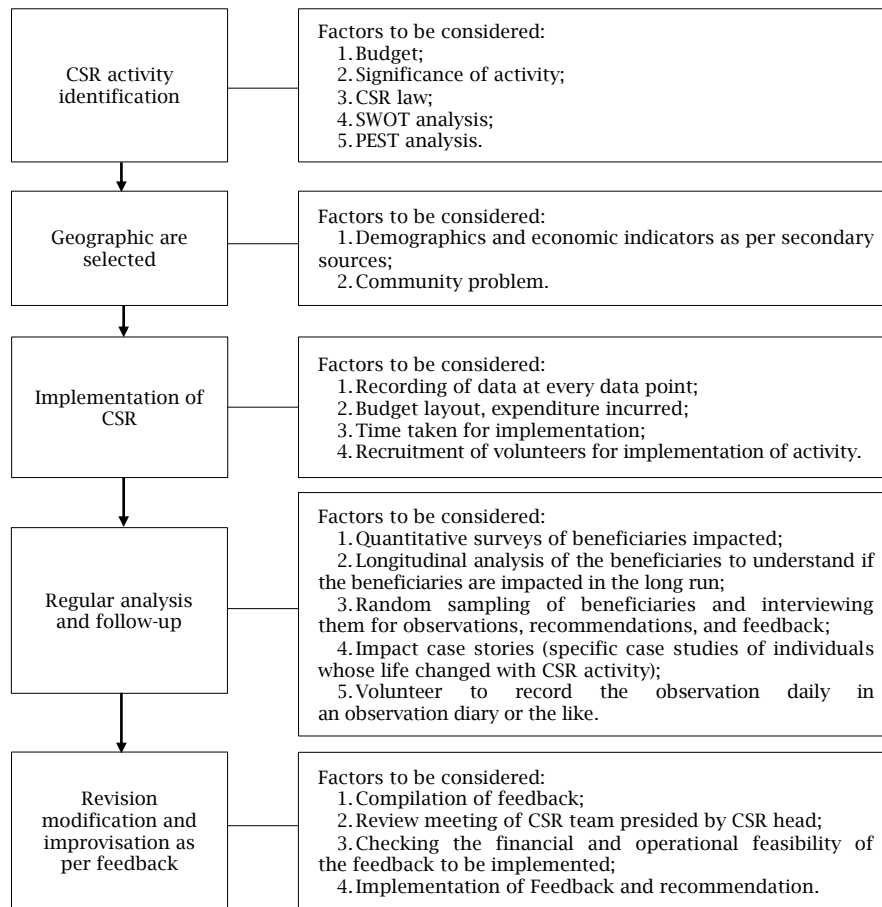 CSR activity
identification
Factors to be considered:
1. Budget;
2. Significance of activity;
3. CSR law;
4. SWOT analysis;
5. PEST analysis.
Geographic are
selected
Factors to be considered:
1. Demographics and economic indicators as per secondary
sources;
2. Community problem.
Implementation of
CSR
Factors to be considered:
1. Recording of data at every data point;
2. Budget layout, expenditure incurred;
3. Time taken for implementation;
4. Recruitment of volunteers for implementation of activity.
Regular analysis
and follow-up
Factors to be considered:
1. Quantitative surveys of beneficiaries impacted;
2. Longitudinal analysis of the beneficiaries to understand if
the beneficiaries are impacted in the long run;
3. Random sampling of beneficiaries and interviewing
them for observations, recommendations, and feedback;
4. Impact case stories (specific case studies of individuals
whose life changed with CSR activity);
5. Volunteer to record the observation daily in
an observation diary or the like.
Revision
modification and
improvisation as
per feedback
Factors to be considered:
1. Compilation of feedback;
2. Review meeting of CSR team presided by CSR head;
3. Checking the financial and operational feasibility of
the feedback to be implemented;
4. Implementation of Feedback and recommendation.